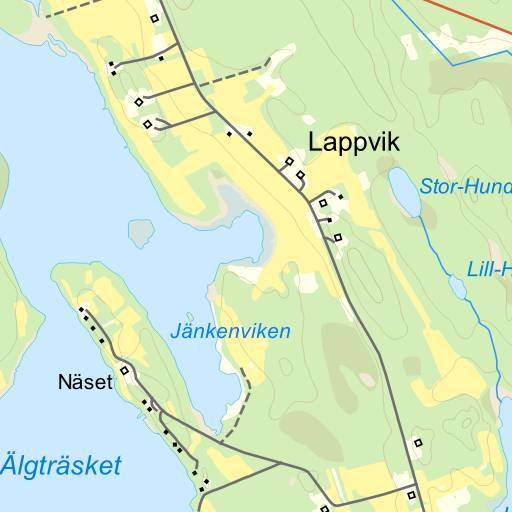 Lappvik
Stor-Hund
Lill-H
Jänkenviken
Näset
Älgträsket